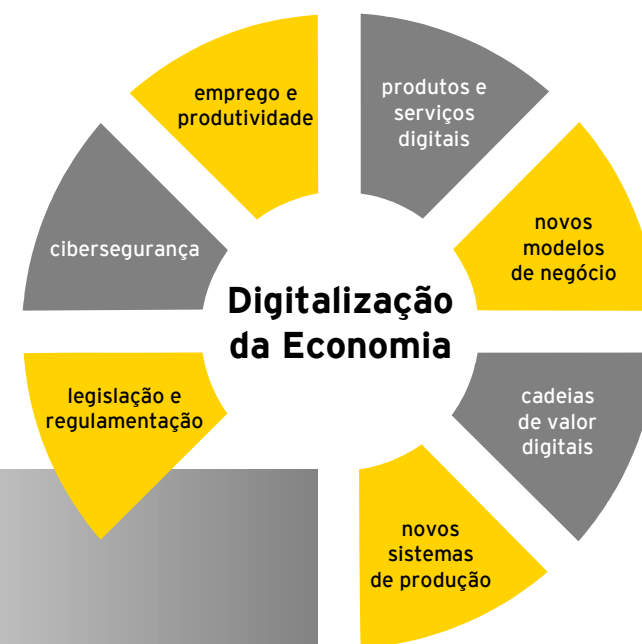 emprego e
produtividade
produtos e
serviços
digitais
novos
modelos
de negócio
cibersegurança
Digitalização
da Economia
legislação e
regulamentação
cadeias
de valor
digitais
novos
sistemas
de produção